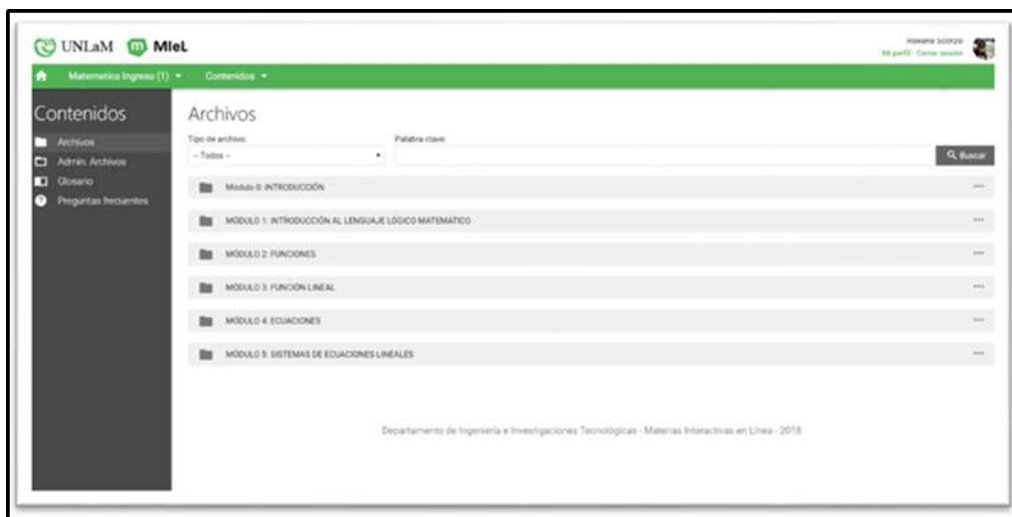 UNLaM MIeL
Roxana Scorzo
Mi perfil · Cerrar sesión
Matematica Ingreso (1) Contenidos
Contenidos
Archivos
Admin Archivos
Glosario
Preguntas frecuentes
Archivos
Tipo de archivo: Palabra clave:
-- Todos -- Buscar
Módulo 0: INTRODUCCIÓN
MÓDULO 1: INTRODUCCIÓN AL LENGUAJE LÓGICO MATEMÁTICO
MÓDULO 2: FUNCIONES
MÓDULO 3: FUNCIÓN LINEAL
MÓDULO 4: ECUACIONES
MÓDULO 5: SISTEMAS DE ECUACIONES LINEALES
Departamento de Ingeniería e Investigaciones Tecnológicas - Materias Interactivas en Línea - 2018